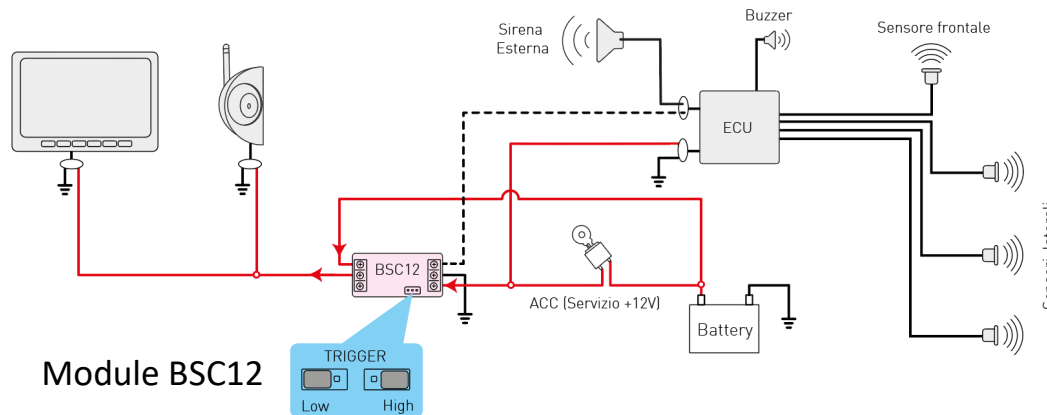 Sirena
Esterna
Buzzer
Sensore frontale
ECU
BSC12
ACC (Servizio +12V)
Battery
Module BSC12
TRIGGER
Low
High